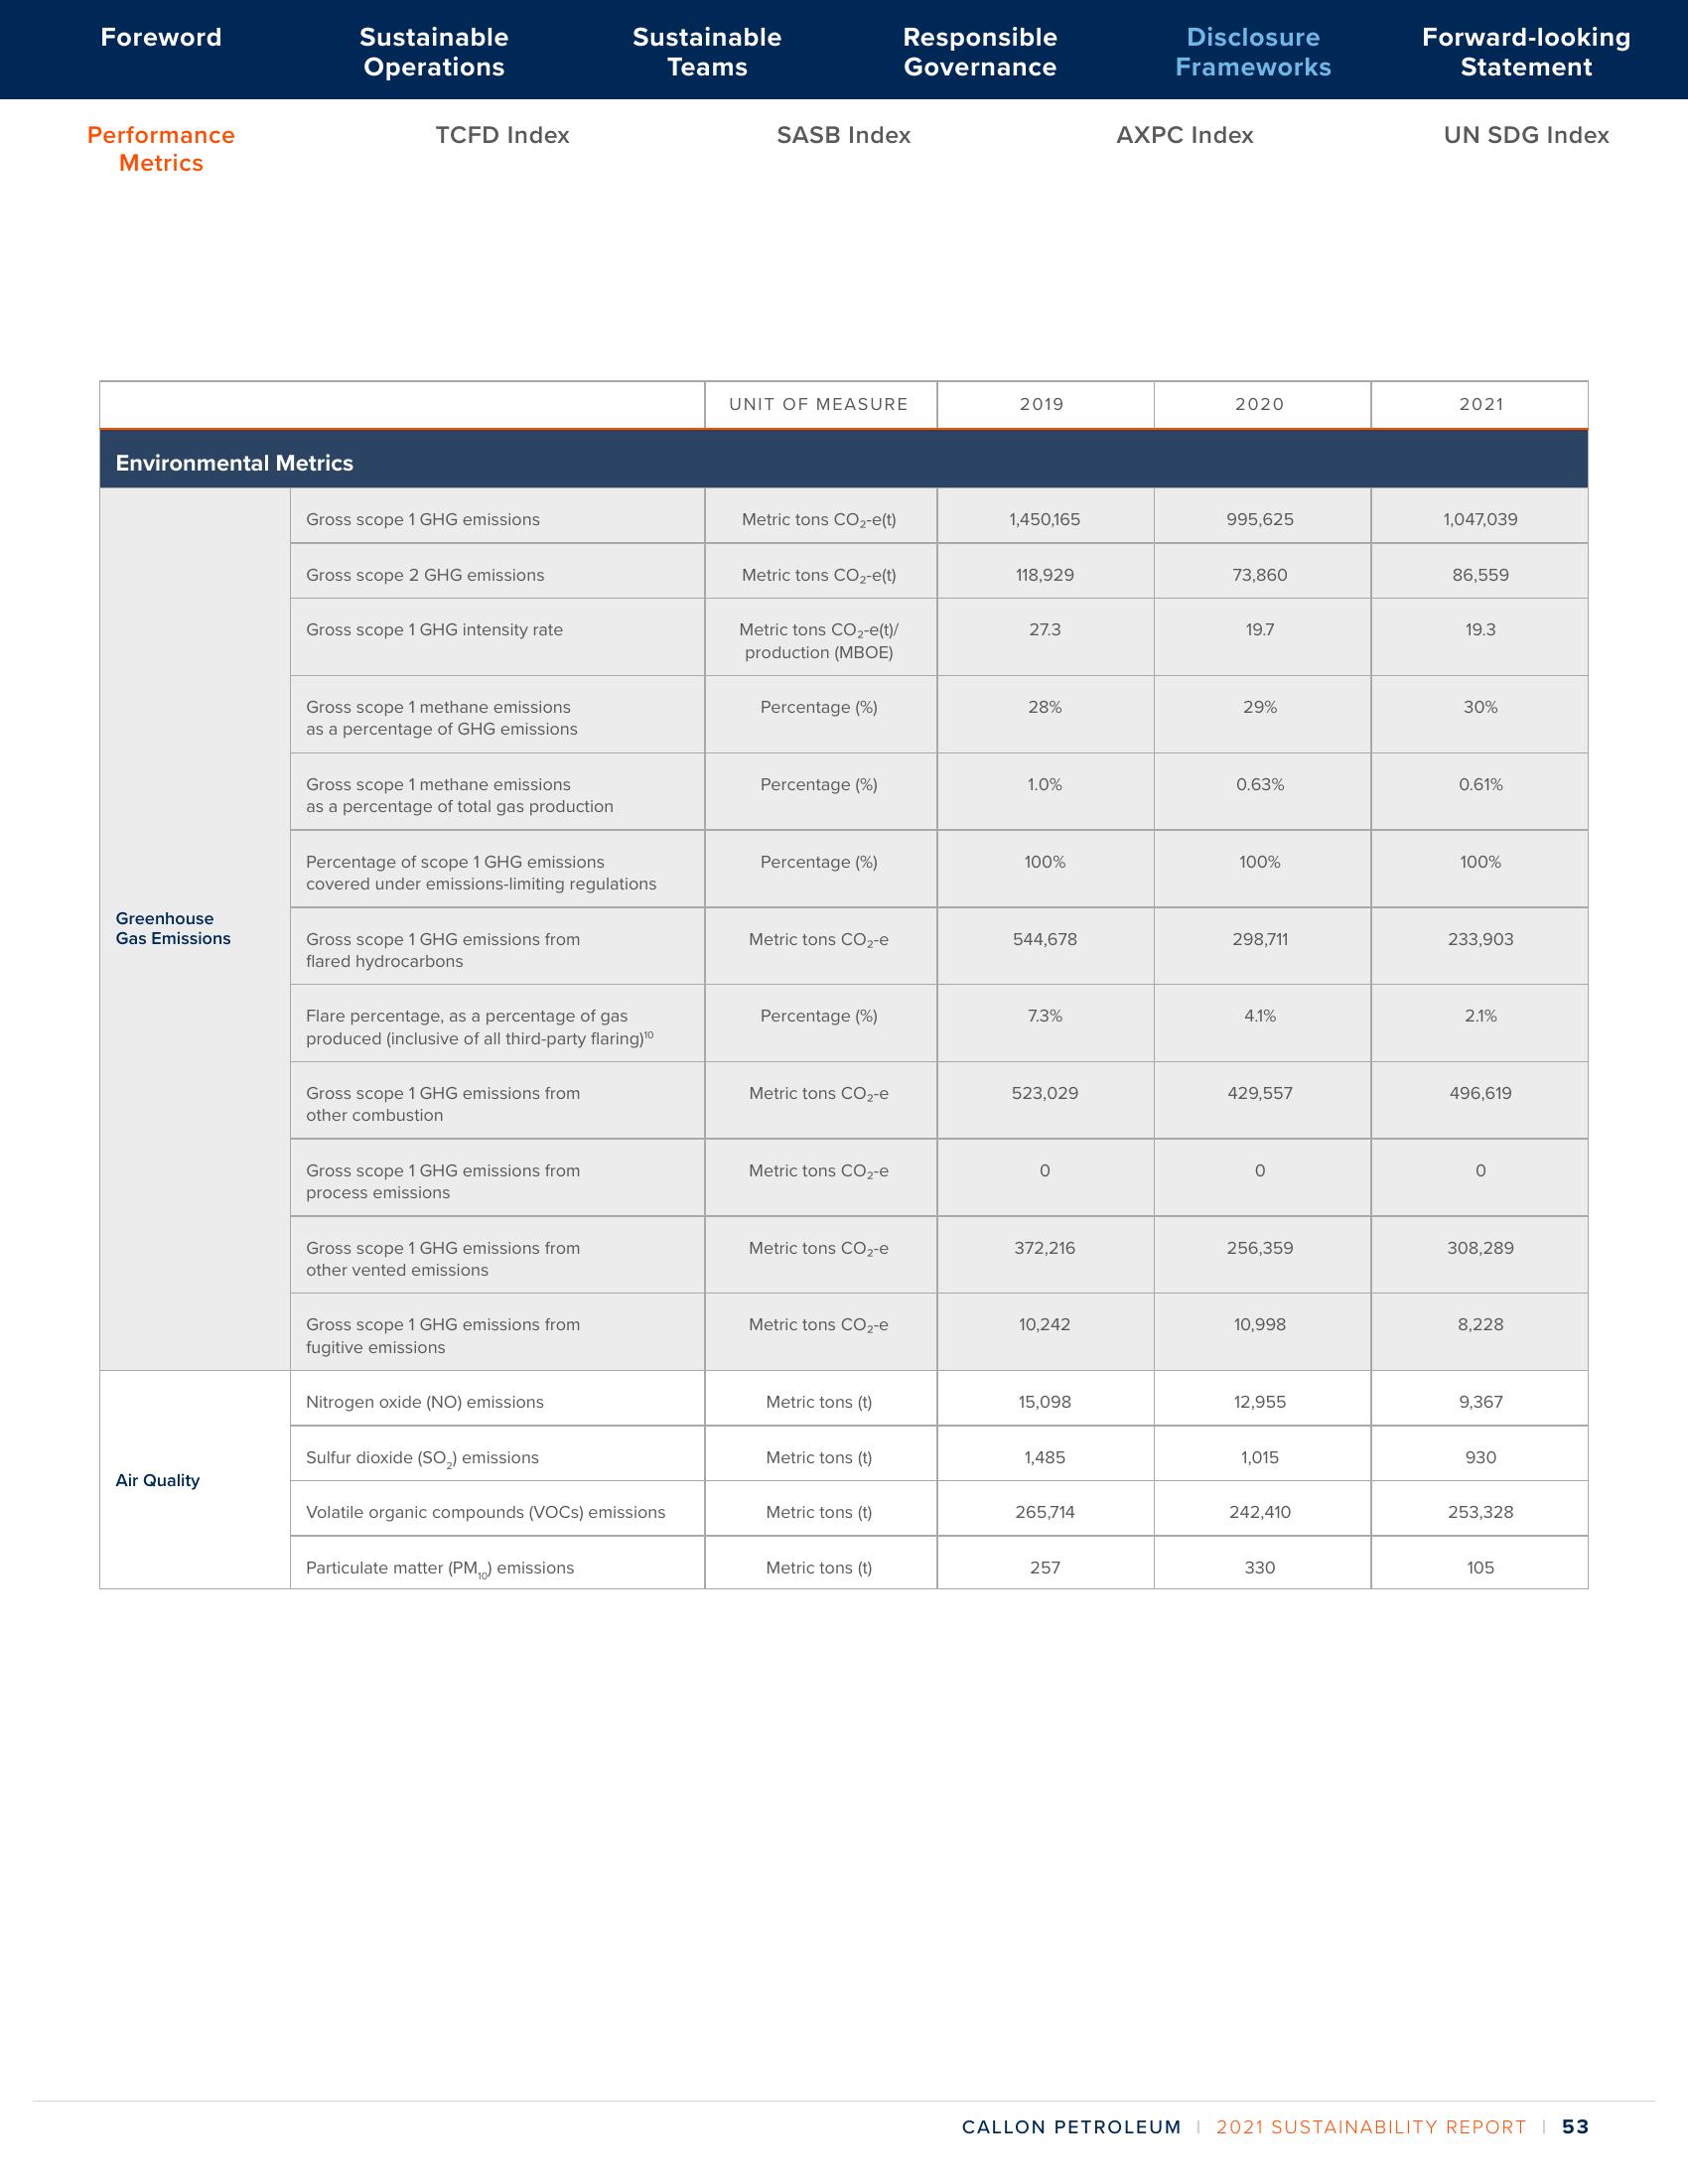 Foreword
Sustainable
Operations
Sustainable
Teams
Responsible
Governance
Disclosure
Frameworks
Forward-looking
Statement
Performance
Metrics
TCFD Index
SASB Index
AXPC Index
UN SDG Index
UNIT OF MEASURE 2019 2020 2021
Environmental Metrics
Greenhouse
Gas Emissions
Gross scope 1 GHG emissions Metric tons CO₂-e(t) 1,450,165 995,625 1,047,039
Gross scope 2 GHG emissions Metric tons CO₂-e(t) 118,929 73,860 86,559
Gross scope 1 GHG intensity rate Metric tons CO₂-e(t)/ 27.3 19.7 19.3
production (MBOE)
Gross scope 1 methane emissions Percentage (%) 28% 29% 30%
as a percentage of GHG emissions
Gross scope 1 methane emissions Percentage (%) 1.0% 0.63% 0.61%
as a percentage of total gas production
Percentage of scope 1 GHG emissions Percentage (%) 100% 100% 100%
covered under emissions-limiting regulations
Gross scope 1 GHG emissions from Metric tons CO₂-e 544,678 298,711 233,903
flared hydrocarbons
Flare percentage, as a percentage of gas Percentage (%) 7.3% 4.1% 2.1%
produced (inclusive of all third-party flaring)¹⁰
Gross scope 1 GHG emissions from Metric tons CO₂-e 523,029 429,557 496,619
other combustion
Gross scope 1 GHG emissions from Metric tons CO₂-e 0 0 0
process emissions
Gross scope 1 GHG emissions from Metric tons CO₂-e 372,216 256,359 308,289
other vented emissions
Gross scope 1 GHG emissions from Metric tons CO₂-e 10,242 10,998 8,228
fugitive emissions
Air Quality
Nitrogen oxide (NO) emissions Metric tons (t) 15,098 12,955 9,367
Sulfur dioxide (SO₂) emissions Metric tons (t) 1,485 1,015 930
Volatile organic compounds (VOCs) emissions Metric tons (t) 265,714 242,410 253,328
Particulate matter (PM₁₀) emissions Metric tons (t) 257 330 105
CALLON PETROLEUM | 2021 SUSTAINABILITY REPORT | 53